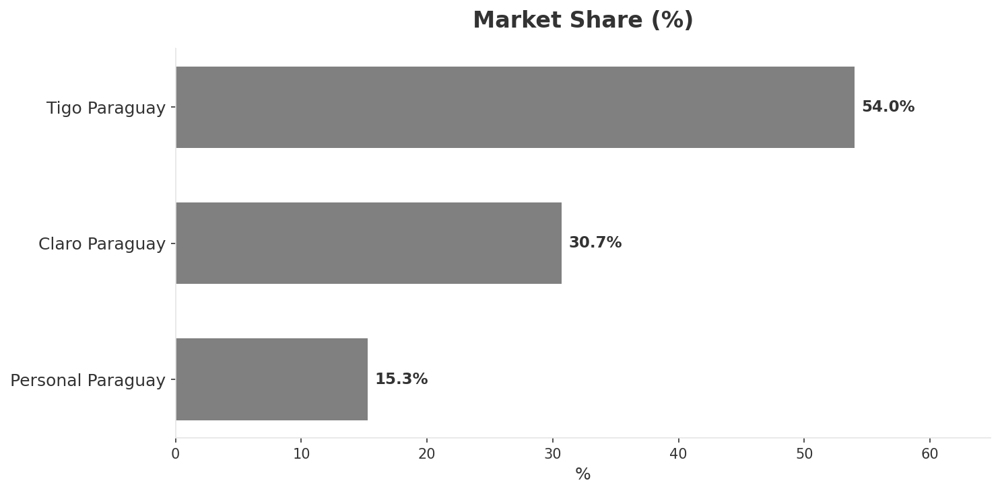 Market Share (%)
Tigo Paraguay
54.0%
Claro Paraguay
30.7%
Personal Paraguay
15.3%
0 10 20 30 40 50 60
%